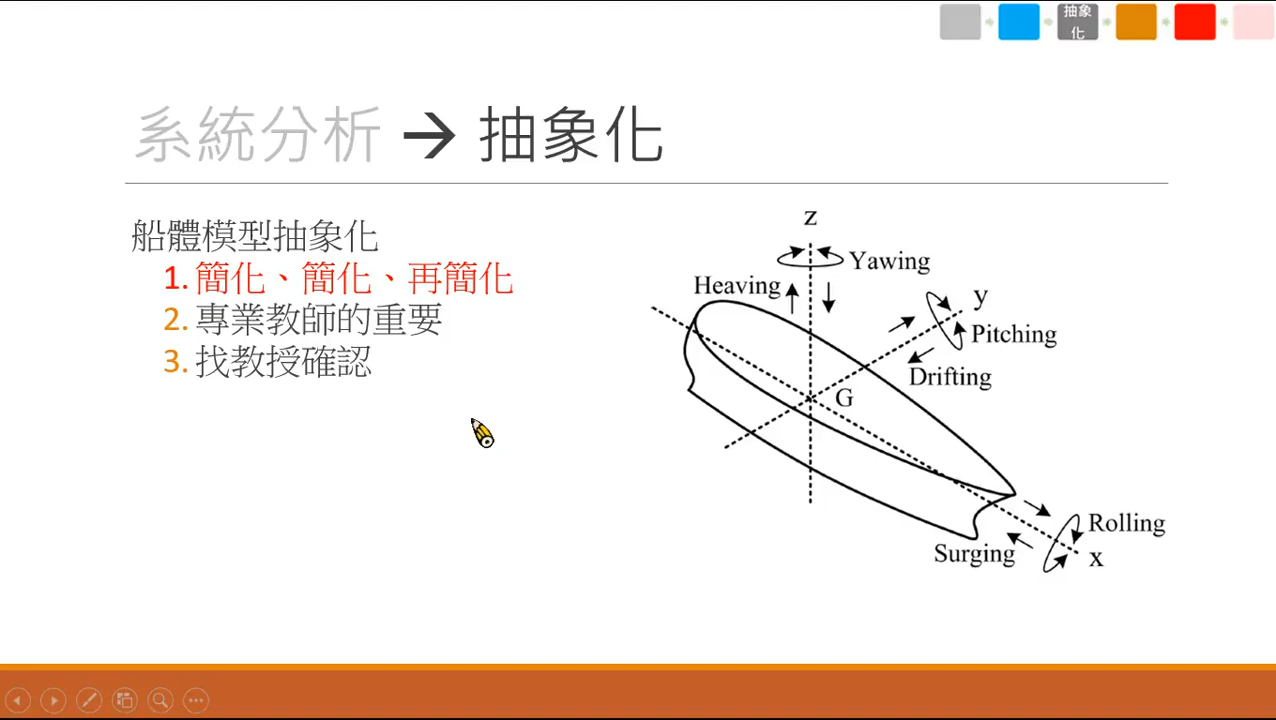 抽象
化
系統分析 → 抽象化
船體模型抽象化
1. 簡化、簡化、再簡化
2. 專業教師的重要
3. 找教授確認
z
Yawing
Heaving
y
Pitching
Drifting
G
Rolling
Surging
x